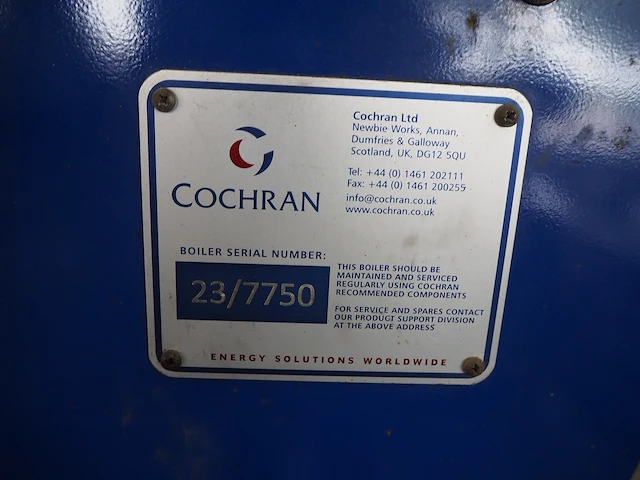 Cochran Ltd
Newbie Works, Annan,
Dumfries & Galloway
Scotland, UK, DG12 5QU
Tel: +44 (0) 1461 202111
Fax: +44 (0) 1461 200255
info@cochran.co.uk
www.cochran.co.uk
COCHRAN
BOILER SERIAL NUMBER:
23/7750
THIS BOILER SHOULD BE
MAINTAINED AND SERVICED
REGULARLY USING COCHRAN
RECOMMENDED COMPONENTS
FOR SERVICE AND SPARES CONTACT
OUR PRODUCT SUPPORT DIVISION
AT THE ABOVE ADDRESS
ENERGY SOLUTIONS WORLDWIDE